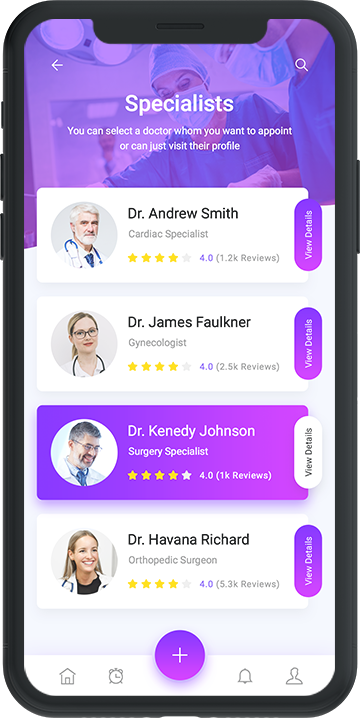 Specialists
You can select a doctor whom you want to appoint
or can just visit their profile
Dr. Andrew Smith
Cardiac Specialist
4.0 (1.2k Reviews)
View Details
Dr. James Faulkner
Gynecologist
4.0 (2.5k Reviews)
View Details
Dr. Kenedy Johnson
Surgery Specialist
4.0 (1k Reviews)
View Details
Dr. Havana Richard
Orthopedic Surgeon
4.0 (5.3k Reviews)
View Details